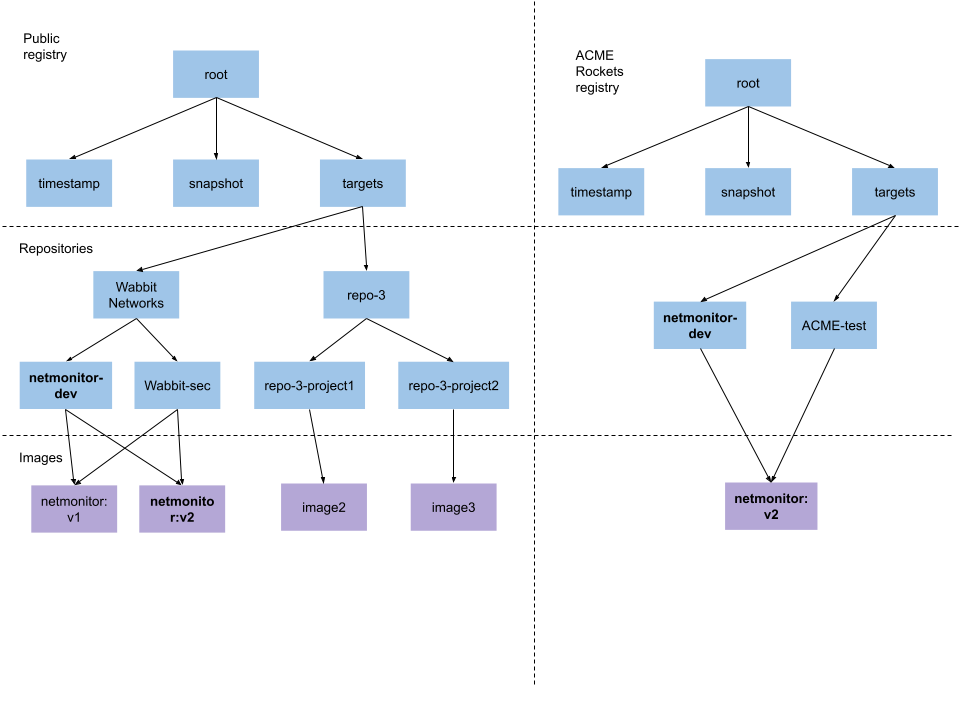 Public
registry
root
timestamp
snapshot
targets
Repositories
Wabbit
Networks
repo-3
netmonitor-
dev
Wabbit-sec
repo-3-project1
repo-3-project2
Images
netmonitor:
v1
netmonito
r:v2
image2
image3
ACME
Rockets
registry
root
timestamp
snapshot
targets
netmonitor-
dev
ACME-test
netmonitor:
v2